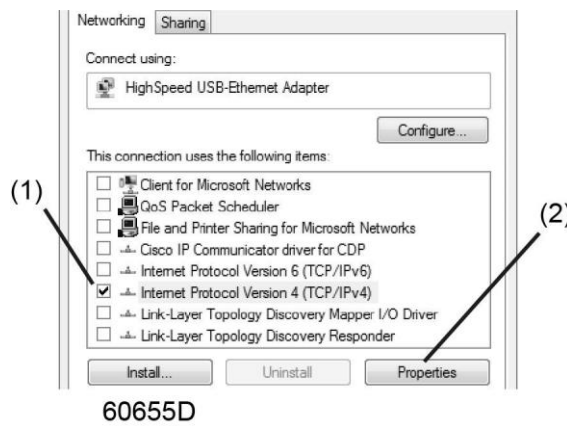 Networking Sharing
Connect using:
HighSpeed USB-Ethernet Adapter
Configure...
This connection uses the following items:
Client for Microsoft Networks
QoS Packet Scheduler
File and Printer Sharing for Microsoft Networks
Cisco IP Communicator driver for CDP
Internet Protocol Version 6 (TCP/IPv6)
(1)
(2)
Internet Protocol Version 4 (TCP/IPv4)
Link-Layer Topology Discovery Mapper I/O Driver
Link-Layer Topology Discovery Responder
Install... Uninstall Properties
60655D